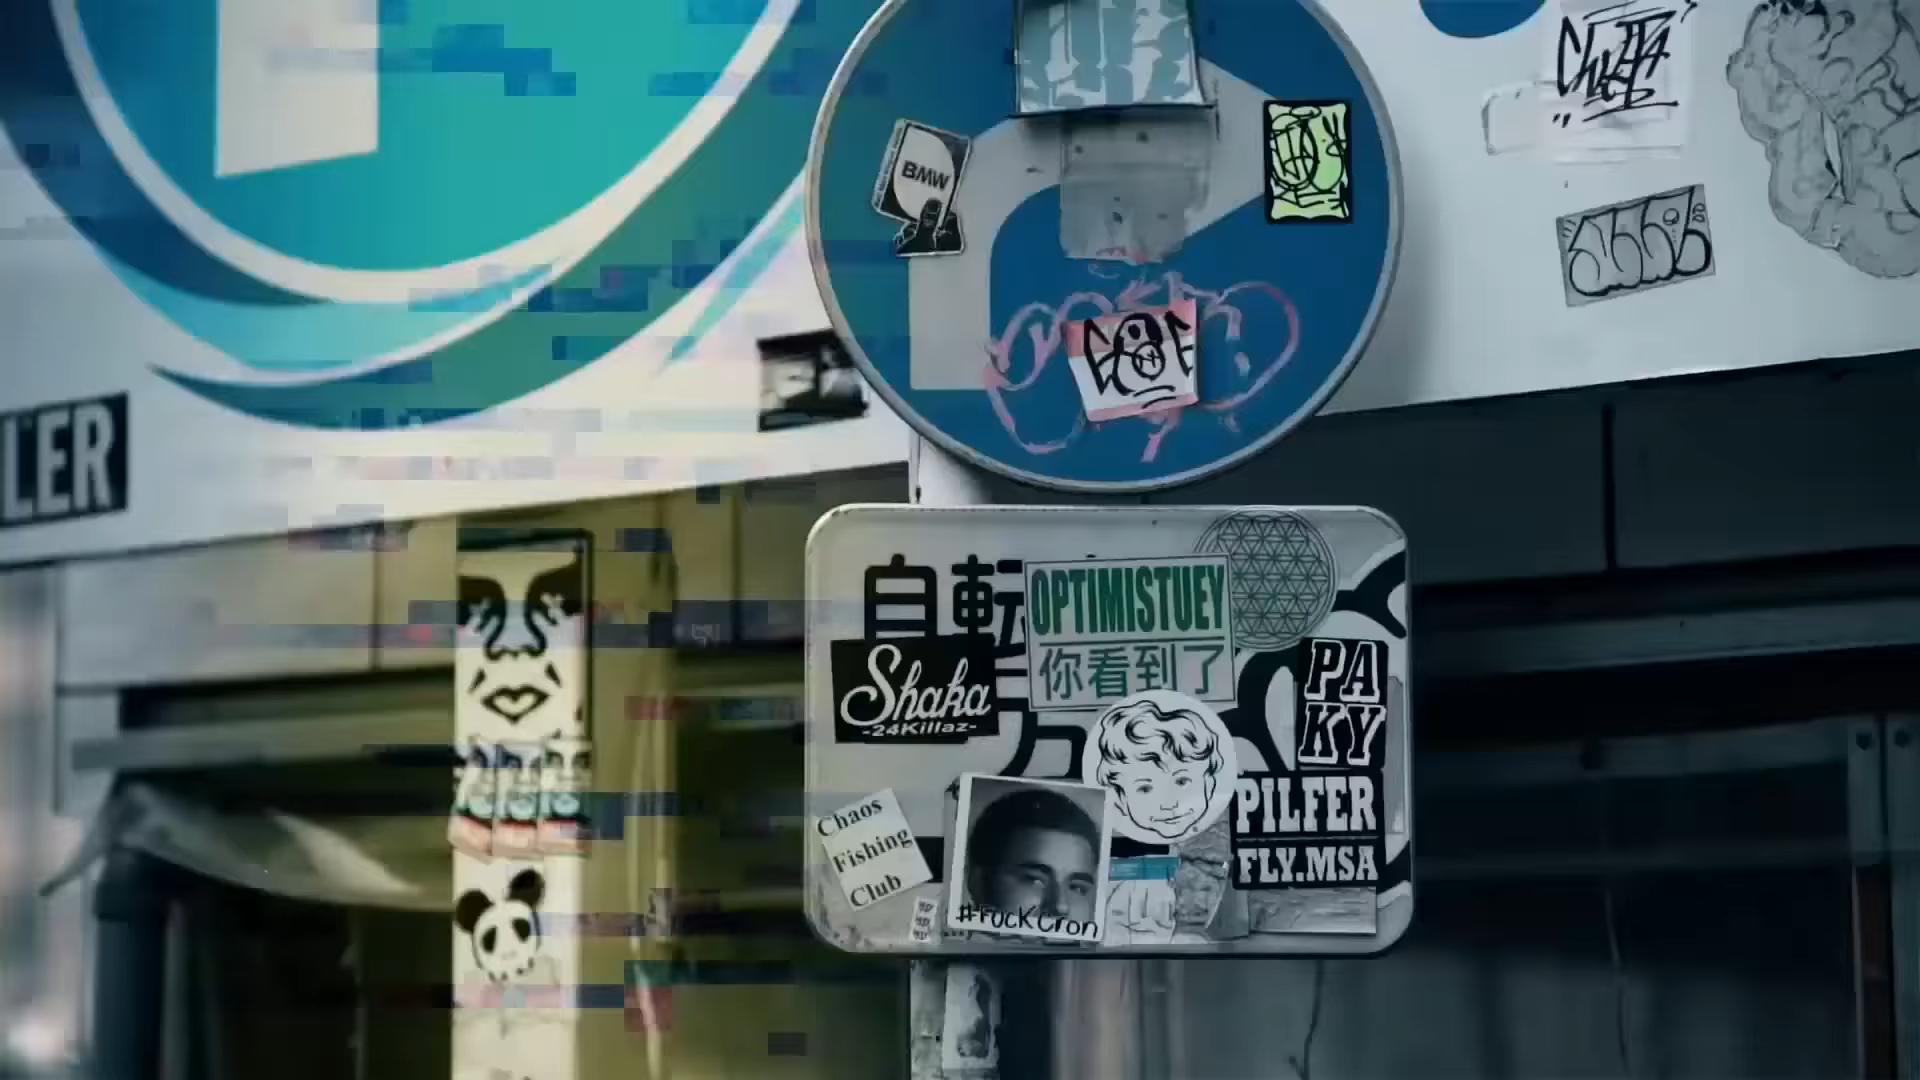 BMW
LER
自転
OPTIMISTUEY
你看到了
Shaka
-24Killaz-
PA
KY
PILFER
FLY.MSA
Chaos
Fishing
Club
#FUCKCron